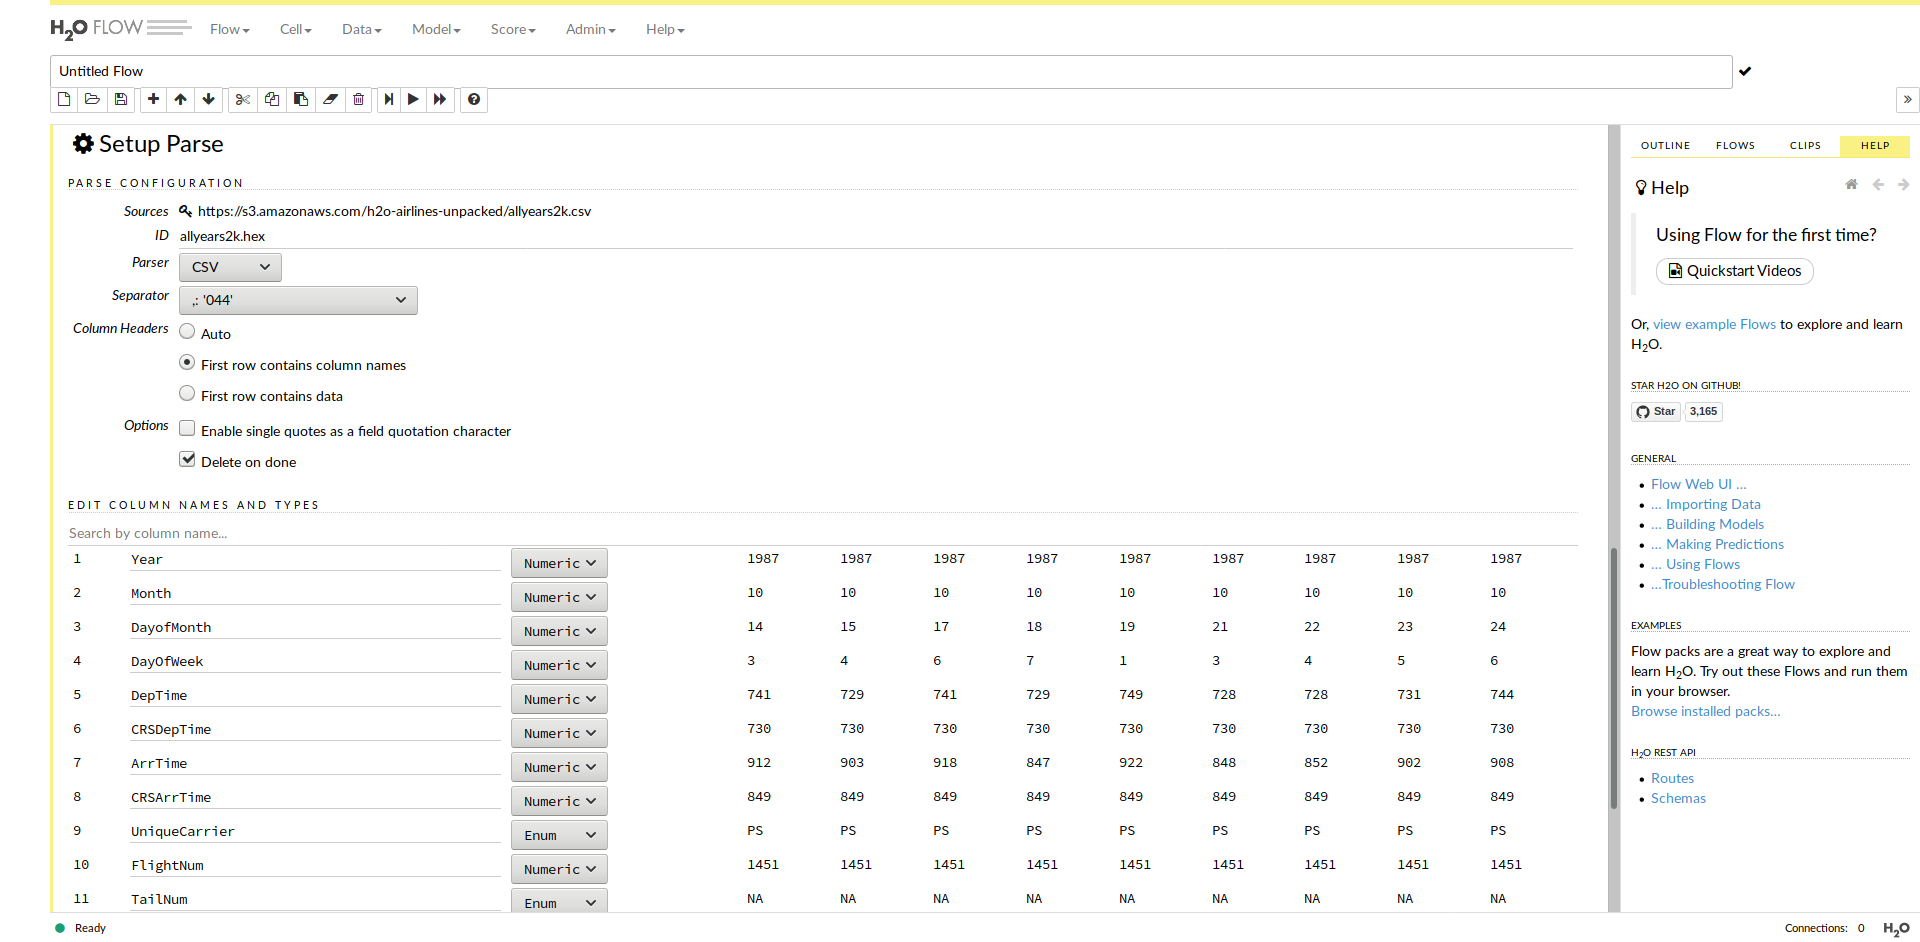 H2O FLOW Flow Cell Data Model Score Admin Help
Untitled Flow
Setup Parse
PARSE CONFIGURATION
Sources https://s3.amazonaws.com/h2o-airlines-unpacked/allyears2k.csv
ID allyears2k.hex
Parser CSV
Separator ,: '044'
Column Headers Auto
First row contains column names
First row contains data
Options Enable single quotes as a field quotation character
Delete on done
EDIT COLUMN NAMES AND TYPES
Search by column name...
1 Year Numeric 1987 1987 1987 1987 1987 1987 1987 1987 1987
2 Month Numeric 10 10 10 10 10 10 10 10 10
3 DayofMonth Numeric 14 15 17 18 19 21 22 23 24
4 DayOfWeek Numeric 3 4 6 7 1 3 4 5 6
5 DepTime Numeric 741 729 741 729 749 728 728 731 744
6 CRSDepTime Numeric 730 730 730 730 730 730 730 730 730
7 ArrTime Numeric 912 903 918 847 922 848 852 902 908
8 CRSArrTime Numeric 849 849 849 849 849 849 849 849 849
9 UniqueCarrier Enum PS PS PS PS PS PS PS PS PS
10 FlightNum Numeric 1451 1451 1451 1451 1451 1451 1451 1451 1451
11 TailNum Enum NA NA NA NA NA NA NA NA NA
OUTLINE FLOWS CLIPS HELP
Help
Using Flow for the first time?
Quickstart Videos
Or, view example Flows to explore and learn
H2O.
STAR H2O ON GITHUB!
Star 3,165
GENERAL
Flow Web UI ...
... Importing Data
... Building Models
... Making Predictions
... Using Flows
...Troubleshooting Flow
EXAMPLES
Flow packs are a great way to explore and
learn H2O. Try out these Flows and run them
in your browser.
Browse installed packs...
H2O REST API
Routes
Schemas
Ready
Connections: 0 H2O